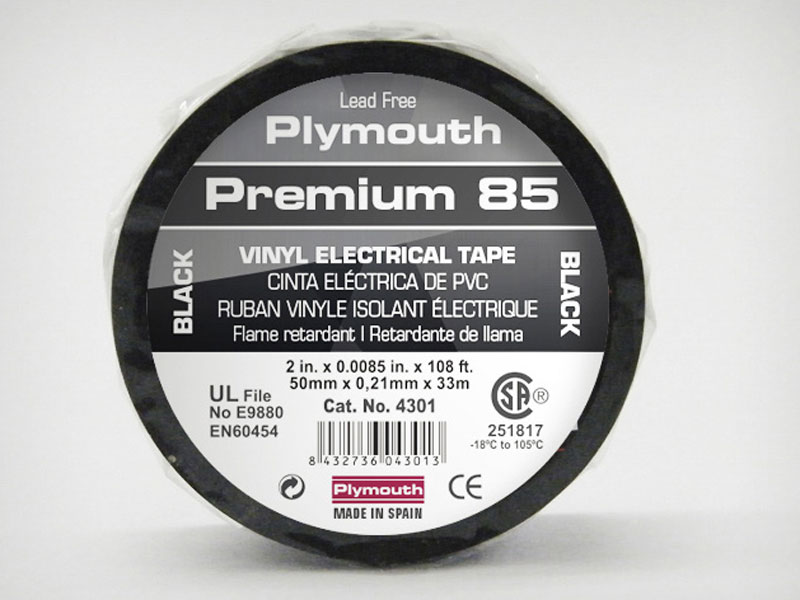 Lead Free
Plymouth
Premium 85
BLACK
VINYL ELECTRICAL TAPE
CINTA ELÉCTRICA DE PVC
RUBAN VINYLE ISOLANT ÉLECTRIQUE
Flame retardant | Retardante de llama
BLACK
2 in. x 0.0085 in. x 108 ft.
50mm x 0,21mm x 33m
Cat. No. 4301
UL File
No E9880
EN60454
SA ®
251817
-18ºC to 105ºC
8 432736 043013
Plymouth
CE
MADE IN SPAIN